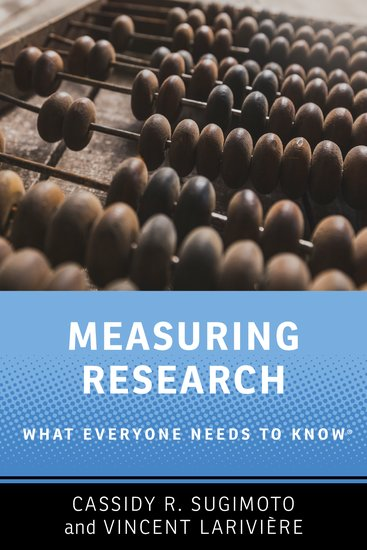 MEASURING
RESEARCH
WHAT EVERYONE NEEDS TO KNOW®
CASSIDY R. SUGIMOTO
and VINCENT LARIVIÈRE